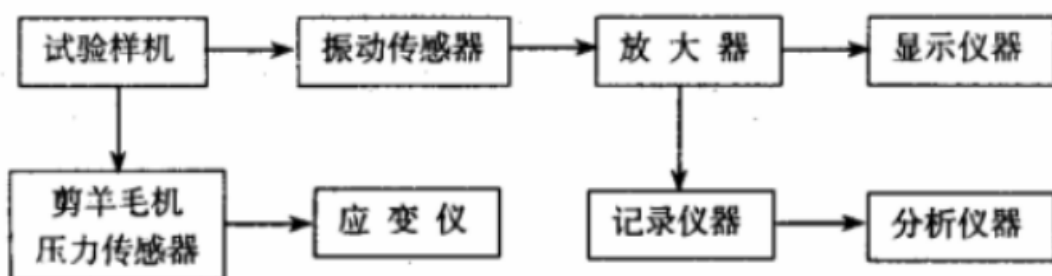 试验样机
振动传感器
放大器
显示仪器
剪羊毛机
压力传感器
应变仪
记录仪器
分析仪器